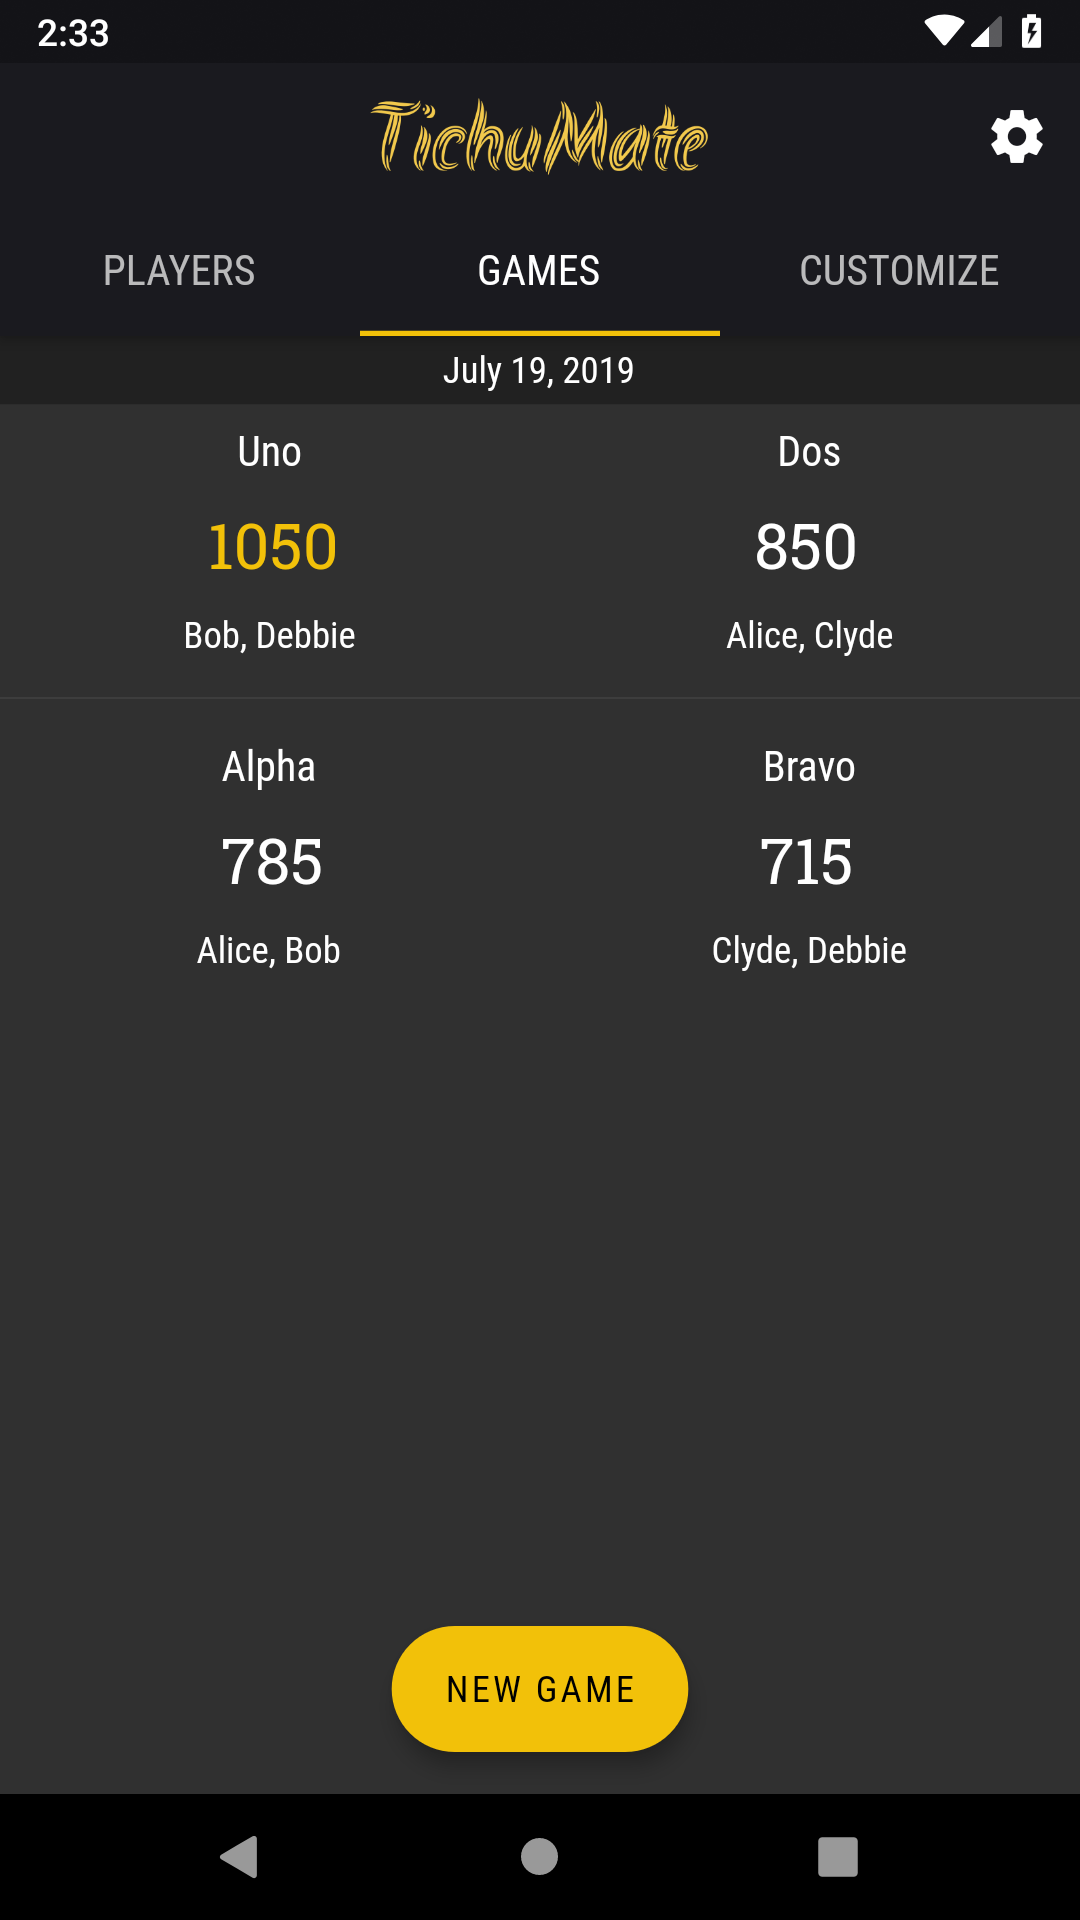 2:33
TichuMate
PLAYERS GAMES CUSTOMIZE
July 19, 2019
Uno Dos
1050 850
Bob, Debbie Alice, Clyde
Alpha Bravo
785 715
Alice, Bob Clyde, Debbie
NEW GAME